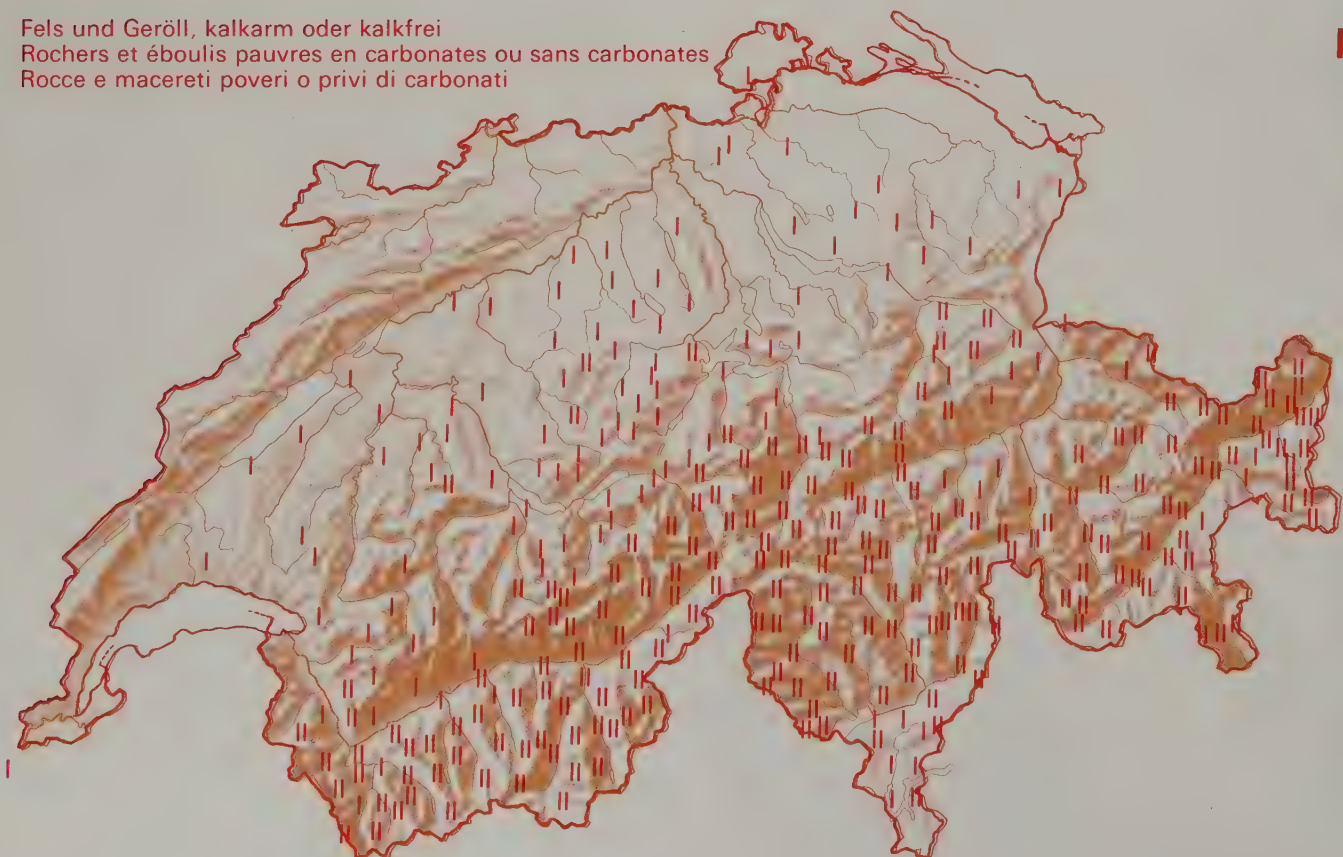 Fels und Geröll, kalkarm oder kalkfrei
Rochers et éboulis pauvres en carbonates ou sans carbonates
Rocce e macereti poveri o privi di carbonati